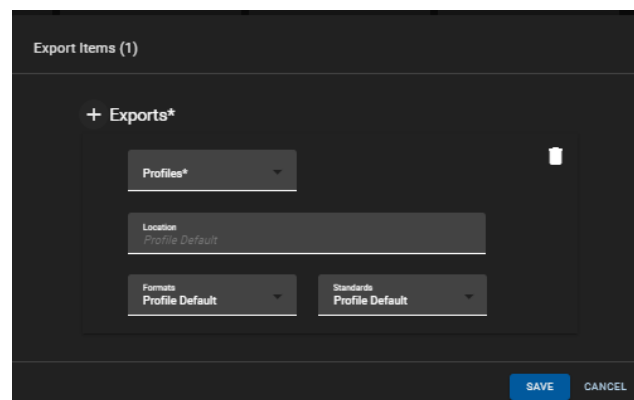 Export Items (1)
+ Exports*
Profiles*
Location
Profile Default
Formats
Profile Default
Standards
Profile Default
SAVE CANCEL